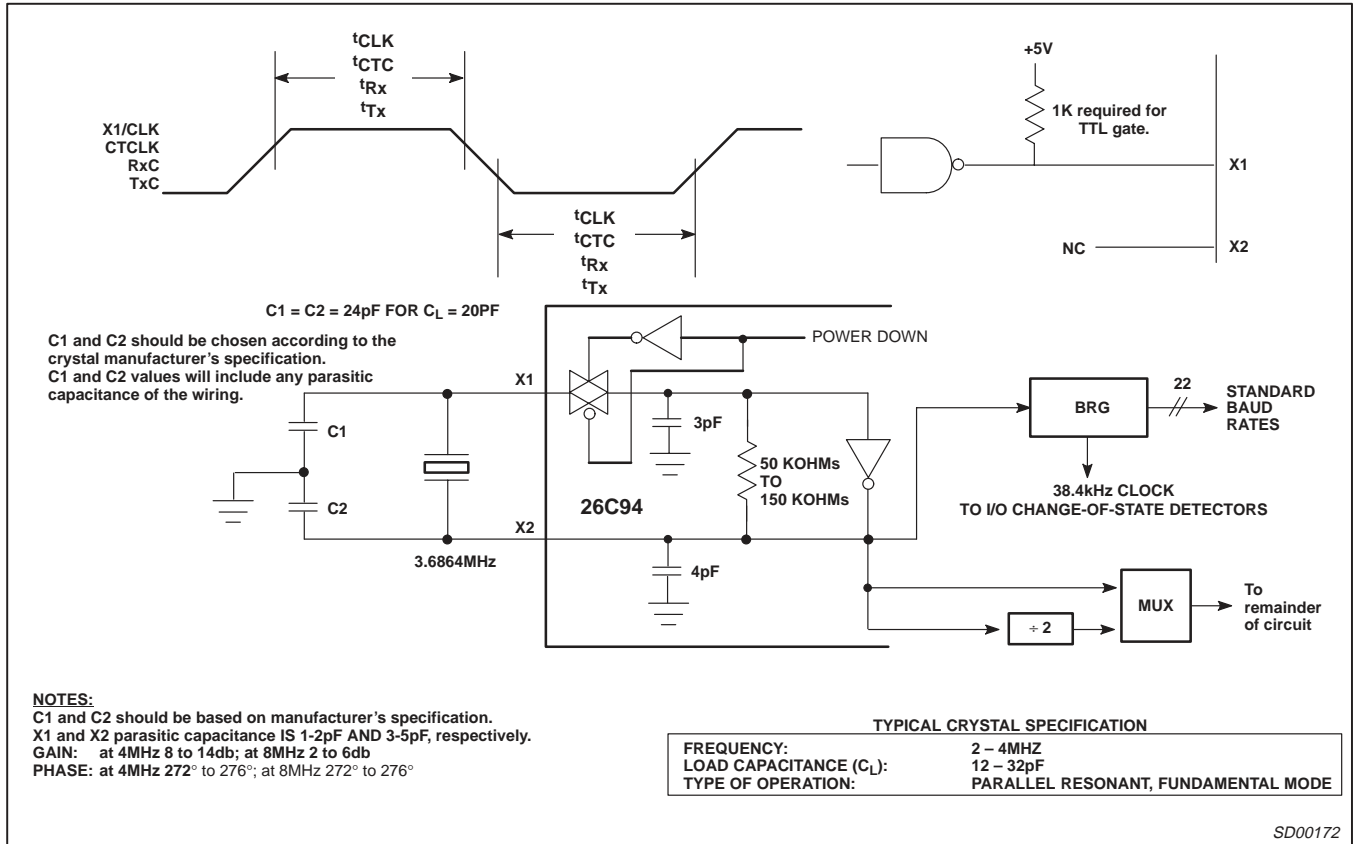 tCLK
tCTC
tRx
tTx
X1/CLK
CTCLK
RxC
TxC
tCLK
tCTC
tRx
tTx
+5V
1K required for
TTL gate.
X1
NC
X2
C1 = C2 = 24pF FOR CL = 20PF
C1 and C2 should be chosen according to the
crystal manufacturer's specification.
C1 and C2 values will include any parasitic
capacitance of the wiring.
POWER DOWN
X1
C1
C2
3pF
50 KOHMs
TO
150 KOHMs
26C94
X2
3.6864MHz
4pF
BRG
22
STANDARD
BAUD
RATES
38.4kHz CLOCK
TO I/O CHANGE-OF-STATE DETECTORS
MUX
÷ 2
To
remainder
of circuit
NOTES:
C1 and C2 should be based on manufacturer's specification.
X1 and X2 parasitic capacitance IS 1-2pF AND 3-5pF, respectively.
GAIN: at 4MHz 8 to 14db; at 8MHz 2 to 6db
PHASE: at 4MHz 272° to 276°; at 8MHz 272° to 276°
TYPICAL CRYSTAL SPECIFICATION
FREQUENCY: 2 – 4MHZ
LOAD CAPACITANCE (CL): 12 – 32pF
TYPE OF OPERATION: PARALLEL RESONANT, FUNDAMENTAL MODE
SD00172